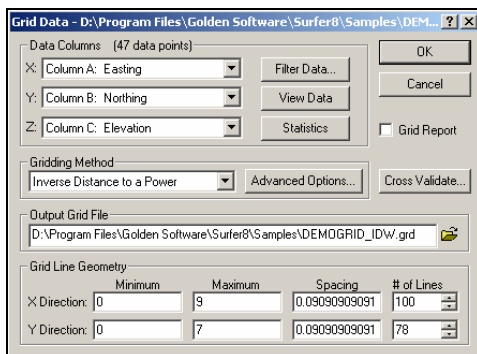 Grid Data - D:\Program Files\Golden Software\Surfer8\Samples\DEM... ? X
Data Columns (47 data points)
X: Column A: Easting
Filter Data...
Y: Column B: Northing
View Data
Z: Column C: Elevation
Statistics
OK
Cancel
Grid Report
Gridding Method
Inverse Distance to a Power
Advanced Options...
Cross Validate...
Output Grid File
D:\Program Files\Golden Software\Surfer8\Samples\DEMOGRID_IDW.grd
Grid Line Geometry
Minimum Maximum Spacing # of Lines
X Direction: 0 9 0.09090909091 100
Y Direction: 0 7 0.09090909091 78